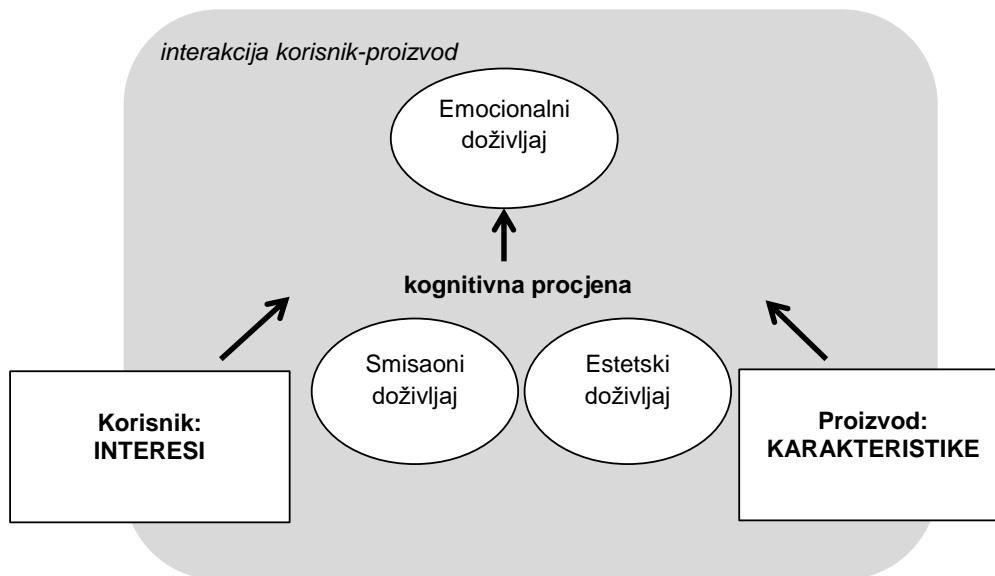 interakcija korisnik-proizvod
Emocionalni
doživljaj
kognitivna procjena
Smisaoni
doživljaj
Estetski
doživljaj
Korisnik:
INTERESI
Proizvod:
KARAKTERISTIKE